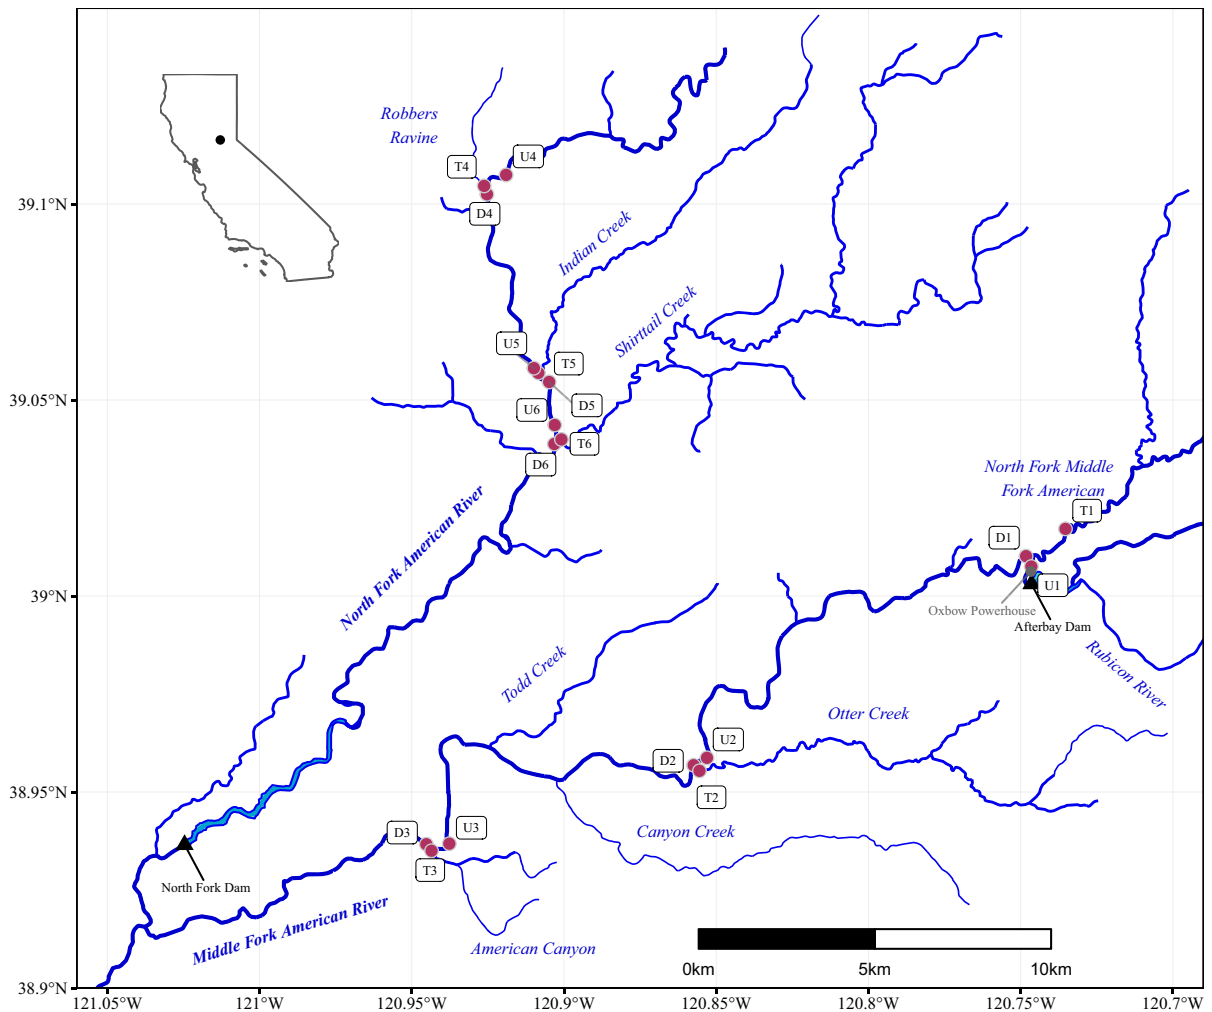 Robbers
Ravine
T4
U4
D4
Indian Creek
Shirttail Creek
U5
T5
D5
U6
T6
D6
North Fork American River
North Fork Middle
Fork American
T1
D1
U1
Oxbow Powerhouse
Afterbay Dam
Rubicon River
Todd Creek
Otter Creek
U2
D2
T2
Canyon Creek
D3
U3
T3
North Fork Dam
Middle Fork American River
American Canyon
0km
5km
10km
39.1°N
39.05°N
39°N
38.95°N
38.9°N
121.05°W
121°W
120.95°W
120.9°W
120.85°W
120.8°W
120.75°W
120.7°W